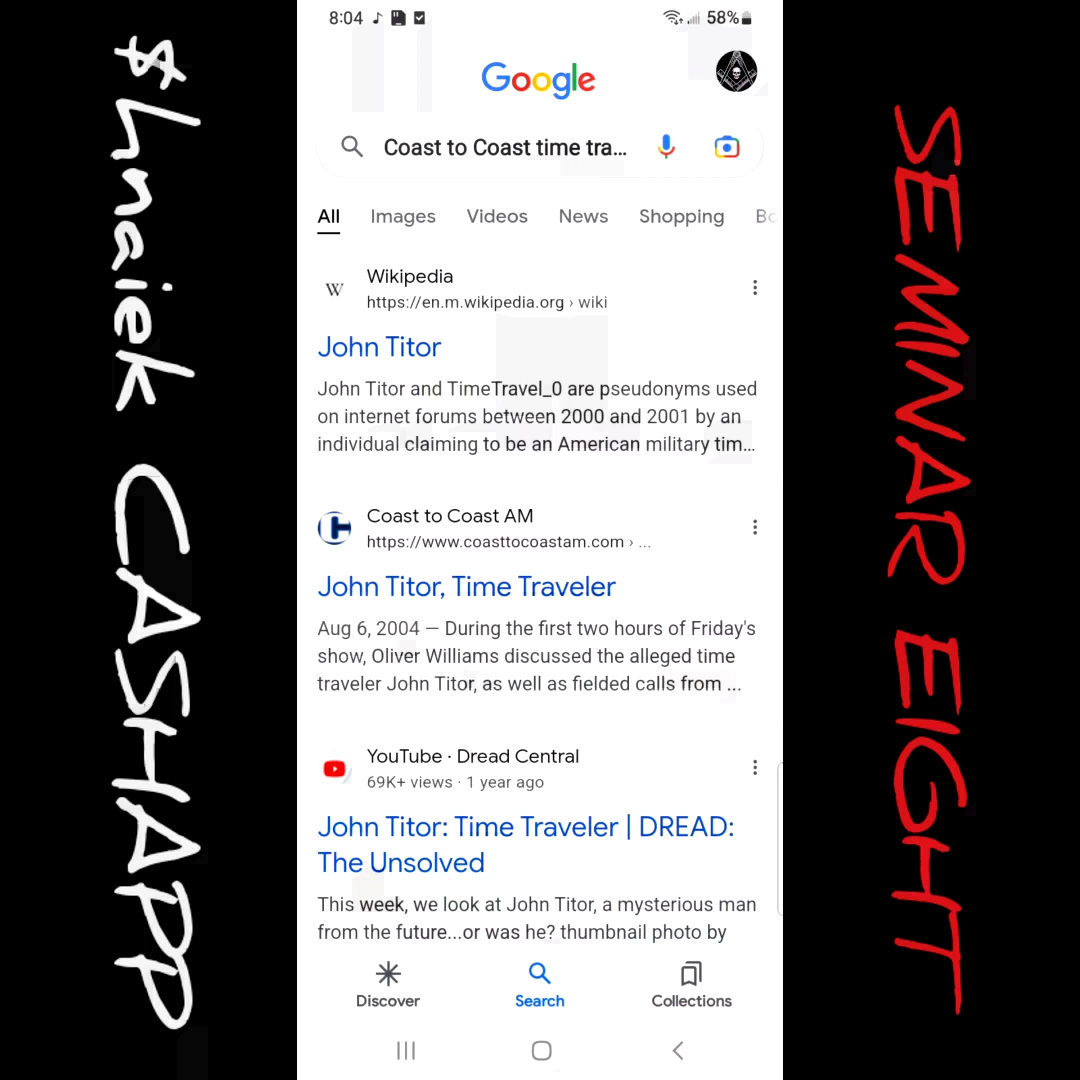 $hnaiek CASHAPP
8:04
58%
Google
Coast to Coast time tra...
All Images Videos News Shopping Bo
Wikipedia
https://en.m.wikipedia.org › wiki
John Titor
John Titor and TimeTravel_0 are pseudonyms used
on internet forums between 2000 and 2001 by an
individual claiming to be an American military tim...
Coast to Coast AM
https://www.coasttocoastam.com › ...
John Titor, Time Traveler
Aug 6, 2004 — During the first two hours of Friday's
show, Oliver Williams discussed the alleged time
traveler John Titor, as well as fielded calls from ...
YouTube · Dread Central
69K+ views · 1 year ago
John Titor: Time Traveler | DREAD:
The Unsolved
This week, we look at John Titor, a mysterious man
from the future...or was he? thumbnail photo by
Discover Search Collections
SEMINAR EIGHT